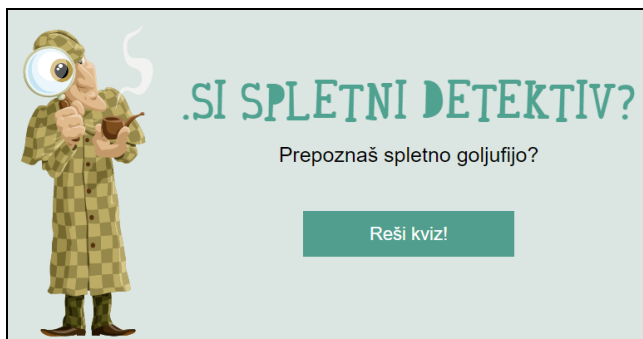 .SI SPLETNI DETEKTIV?
Prepoznaš spletno goljufijo?
Reši kviz!